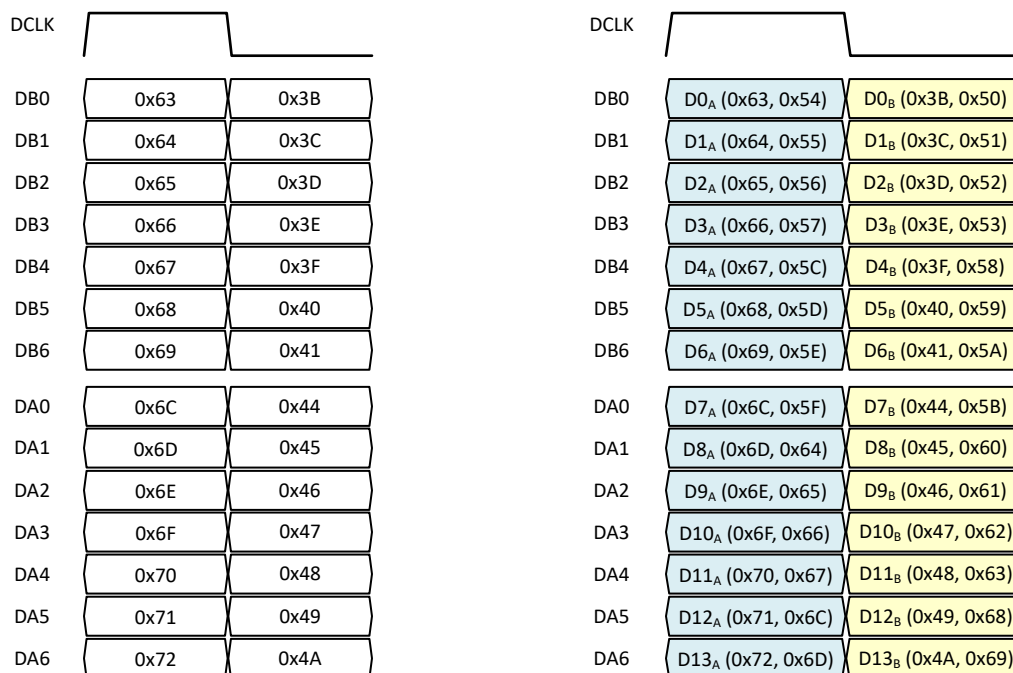 DCLK DCLK
DB0 0x63 0x3B DB0 D0A (0x63, 0x54) D0B (0x3B, 0x50)
DB1 0x64 0x3C DB1 D1A (0x64, 0x55) D1B (0x3C, 0x51)
DB2 0x65 0x3D DB2 D2A (0x65, 0x56) D2B (0x3D, 0x52)
DB3 0x66 0x3E DB3 D3A (0x66, 0x57) D3B (0x3E, 0x53)
DB4 0x67 0x3F DB4 D4A (0x67, 0x5C) D4B (0x3F, 0x58)
DB5 0x68 0x40 DB5 D5A (0x68, 0x5D) D5B (0x40, 0x59)
DB6 0x69 0x41 DB6 D6A (0x69, 0x5E) D6B (0x41, 0x5A)
DA0 0x6C 0x44 DA0 D7A (0x6C, 0x5F) D7B (0x44, 0x5B)
DA1 0x6D 0x45 DA1 D8A (0x6D, 0x64) D8B (0x45, 0x60)
DA2 0x6E 0x46 DA2 D9A (0x6E, 0x65) D9B (0x46, 0x61)
DA3 0x6F 0x47 DA3 D10A (0x6F, 0x66) D10B (0x47, 0x62)
DA4 0x70 0x48 DA4 D11A (0x70, 0x67) D11B (0x48, 0x63)
DA5 0x71 0x49 DA5 D12A (0x71, 0x6C) D12B (0x49, 0x68)
DA6 0x72 0x4A DA6 D13A (0x72, 0x6D) D13B (0x4A, 0x69)